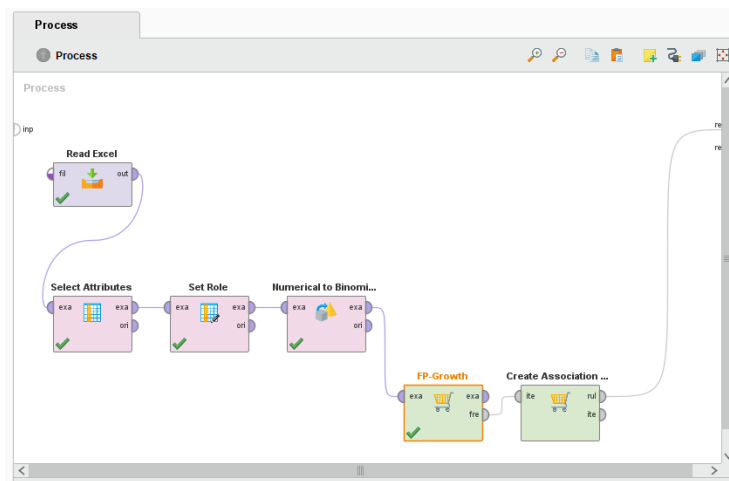 Process
Process
Process
inp
re
re
Read Excel
fil
out
Select Attributes
Set Role
Numerical to Binomi...
exa
exa
exa
exa
exa
exa
ori
ori
ori
FP-Growth
Create Association ...
exa
exa
ite
rul
fre
ite